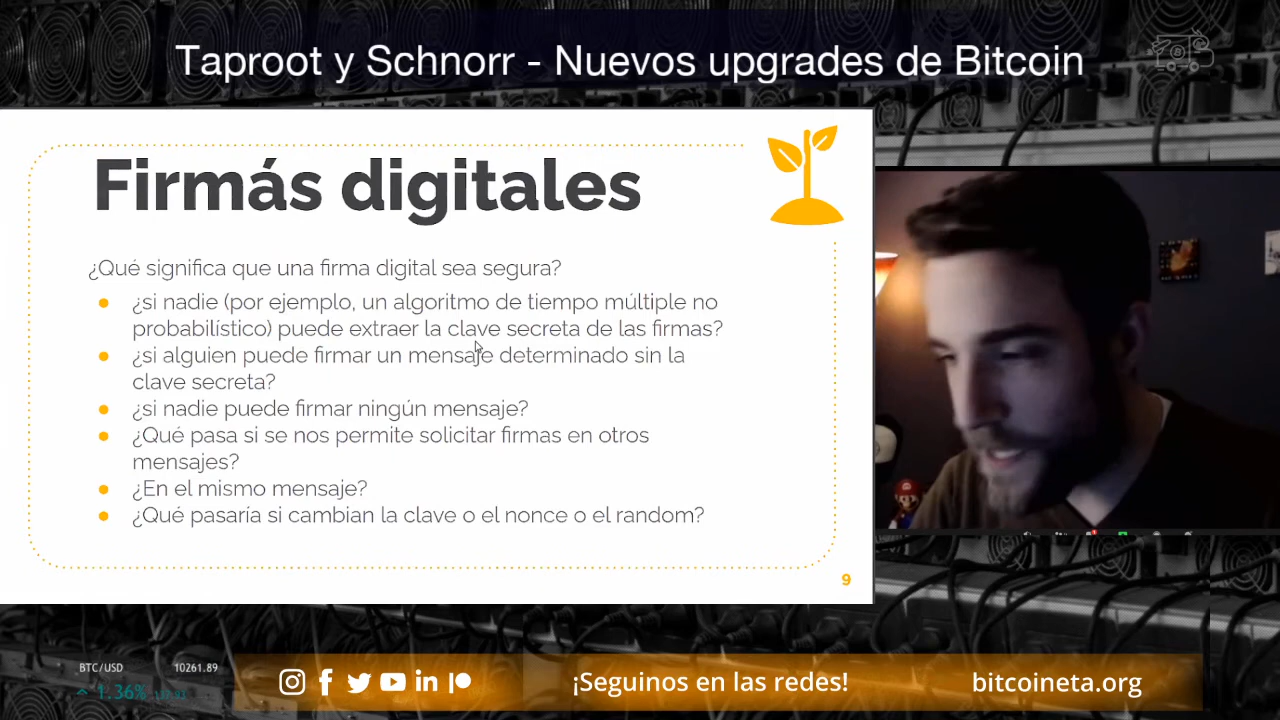 Taproot y Schnorr - Nuevos upgrades de Bitcoin
Firmás digitales
¿Qué significa que una firma digital sea segura?
¿si nadie (por ejemplo, un algoritmo de tiempo múltiple no
probabilístico) puede extraer la clave secreta de las firmas?
¿si alguien puede firmar un mensaje determinado sin la
clave secreta?
¿si nadie puede firmar ningún mensaje?
¿Qué pasa si se nos permite solicitar firmas en otros
mensajes?
¿En el mismo mensaje?
¿Qué pasaría si cambian la clave o el nonce o el random?
9
BTC/USD 10261.89
1.36%
¡Seguinos en las redes!
bitcoineta.org